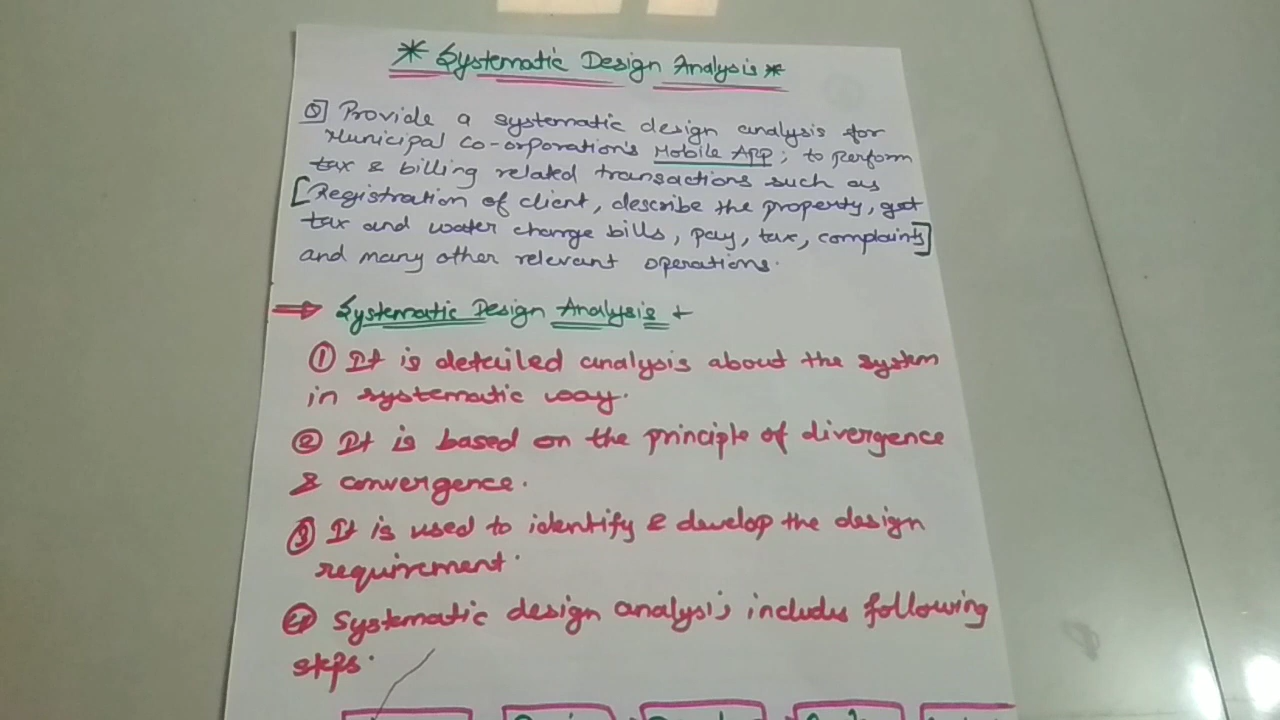 * Systematic Design Analysis *
Q] Provide a systematic design analysis for
Municipal Co-orporation's Mobile App; to perform
tax & billing related transactions such as
[Registration of client, describe the property, get
tax and water charge bills, pay, tax, complaints]
and many other relevant operations.
⇒ Systematic Design Analysis +
① It is detailed analysis about the system
in systematic way.
② It is based on the principle of divergence
& convergence.
③ It is used to identify & develop the design
requirement.
④ Systematic design analysis includes following
steps.